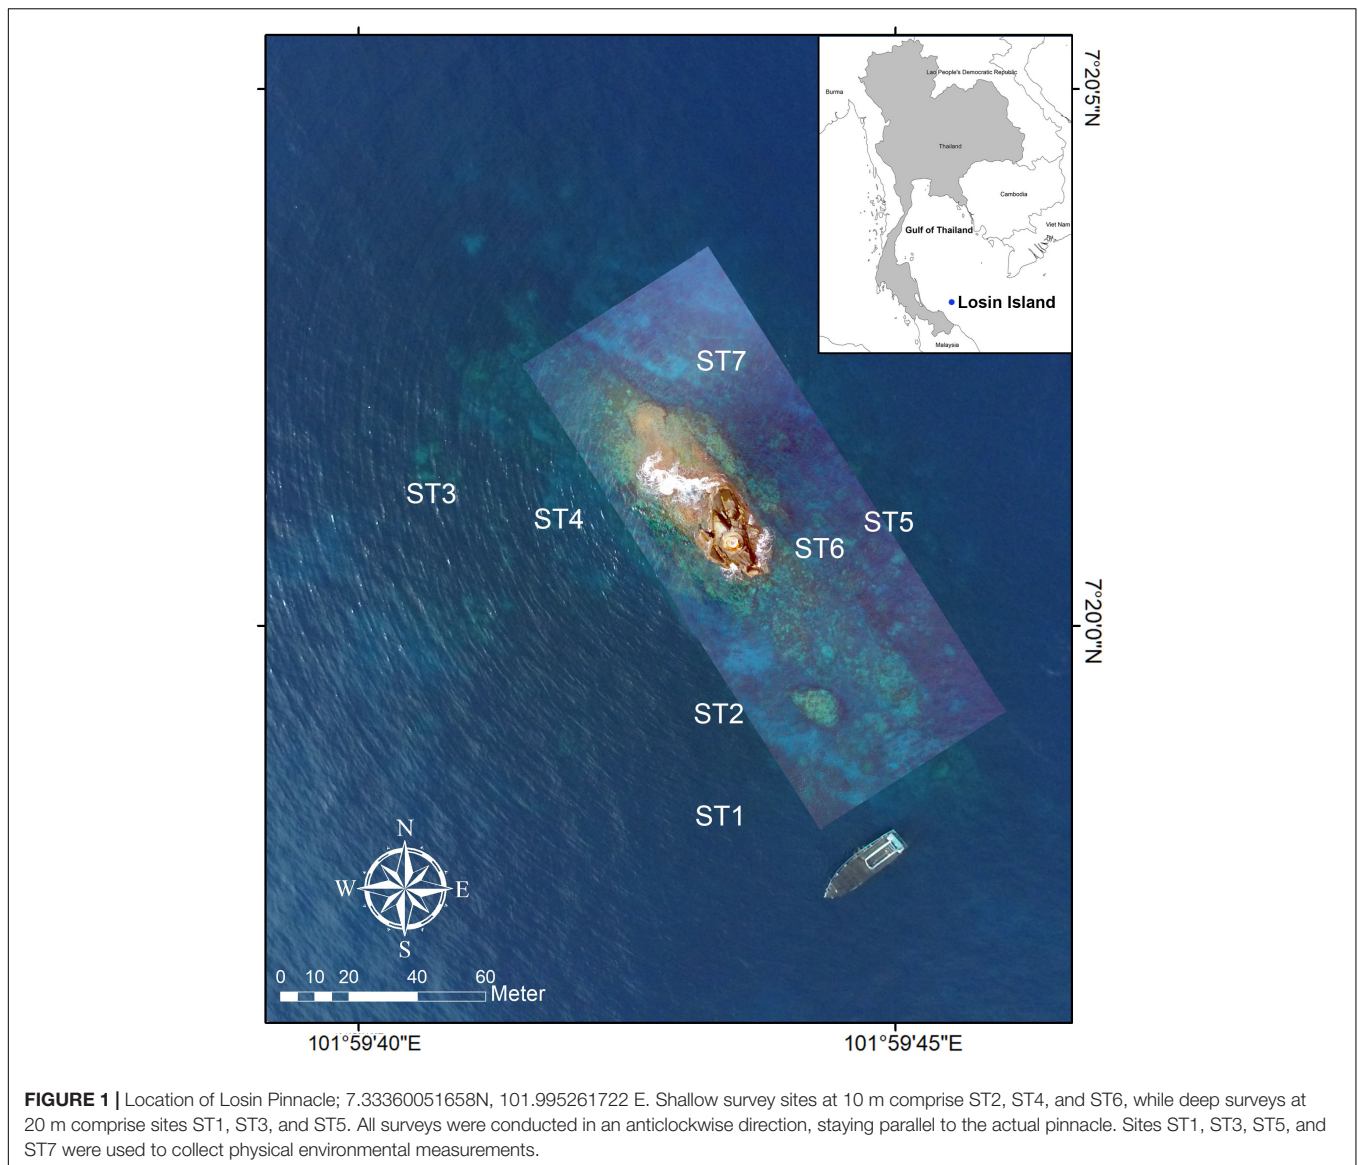 7°20'5"N
Lao People's Democratic Republic
Burma
Thailand
Cambodia
Viet Nam
Gulf of Thailand
Losin Island
Malaysia
ST7
ST3
ST4
ST5
ST6
7°20'0"N
ST2
ST1
N
W E
S
0 10 20 40 60
Meter
101°59'40"E 101°59'45"E
FIGURE 1 | Location of Losin Pinnacle; 7.33360051658N, 101.995261722 E. Shallow survey sites at 10 m comprise ST2, ST4, and ST6, while deep surveys at
20 m comprise sites ST1, ST3, and ST5. All surveys were conducted in an anticlockwise direction, staying parallel to the actual pinnacle. Sites ST1, ST3, ST5, and
ST7 were used to collect physical environmental measurements.